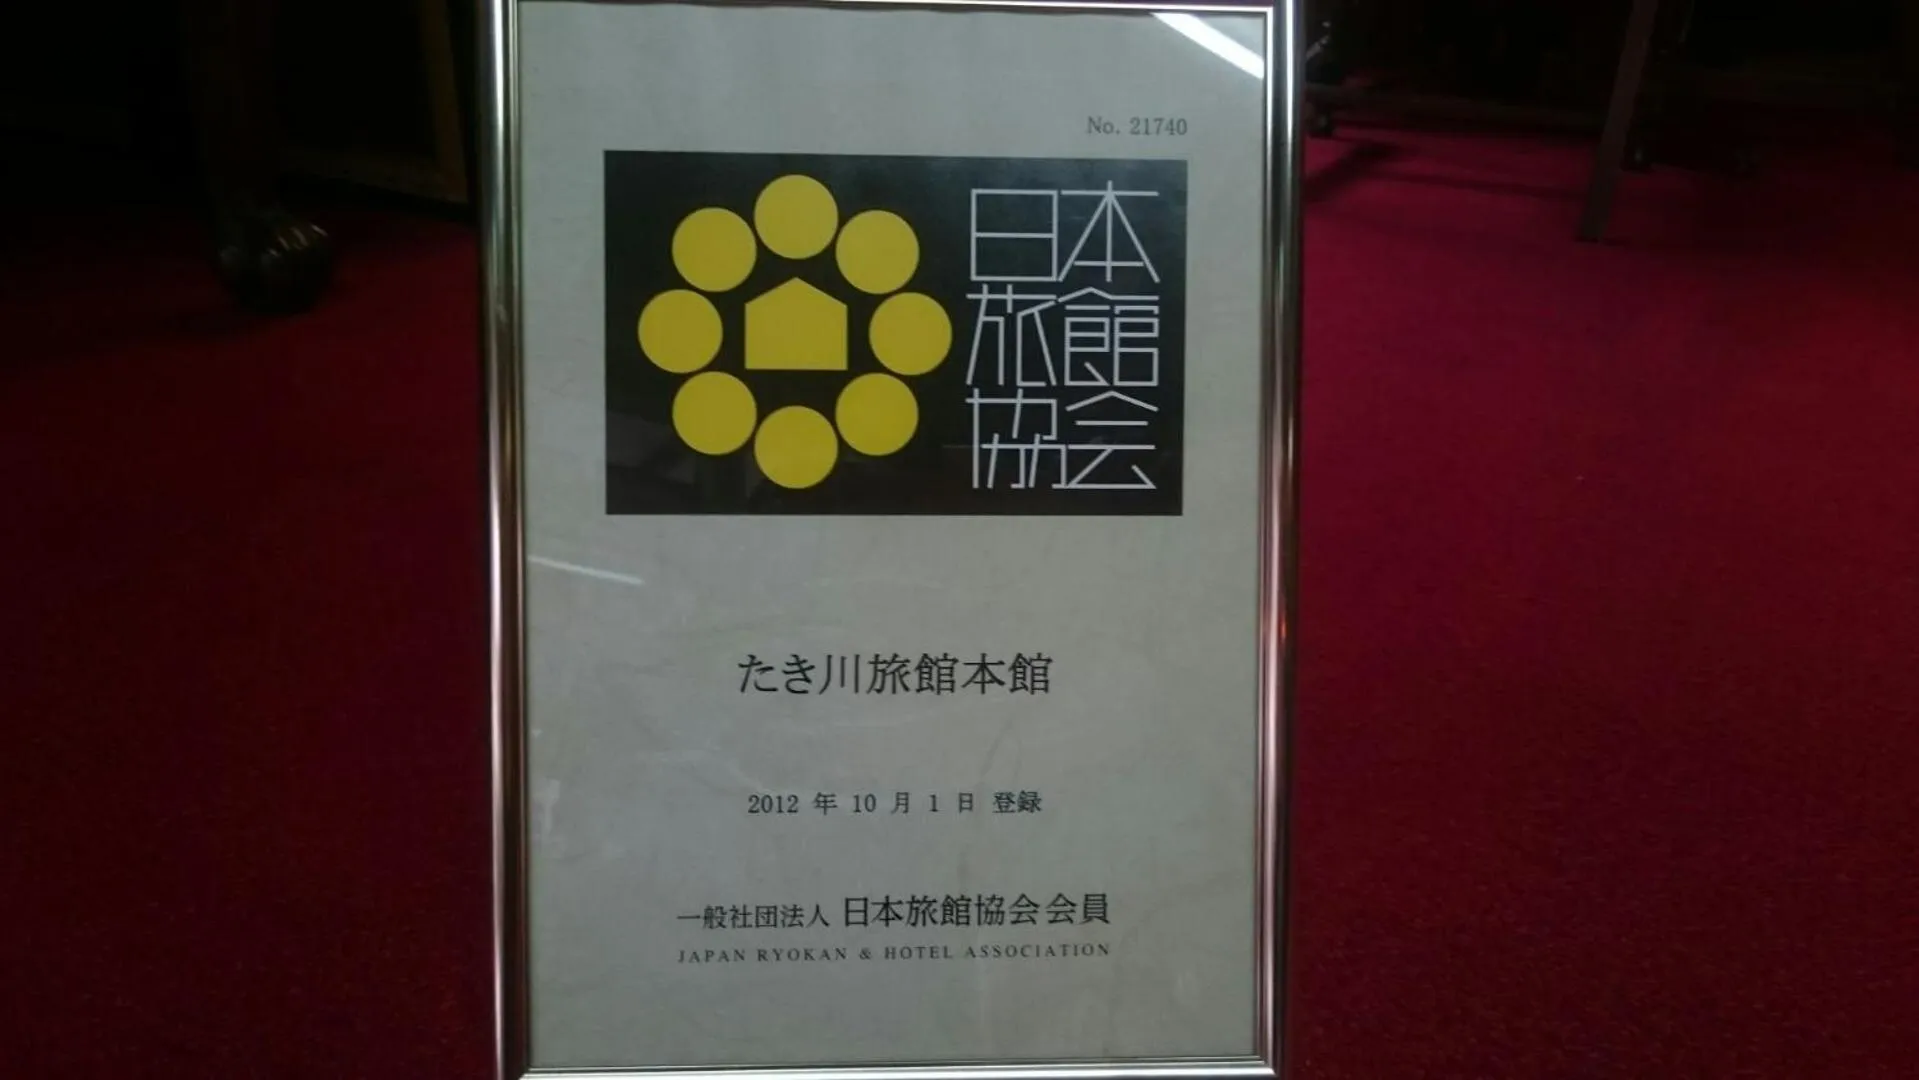 No. 21740
日本
旅館
協会
たき川旅館本館
2012 年 10 月 1 日 登録
一般社団法人 日本旅館協会会員
JAPAN RYOKAN & HOTEL ASSOCIATION